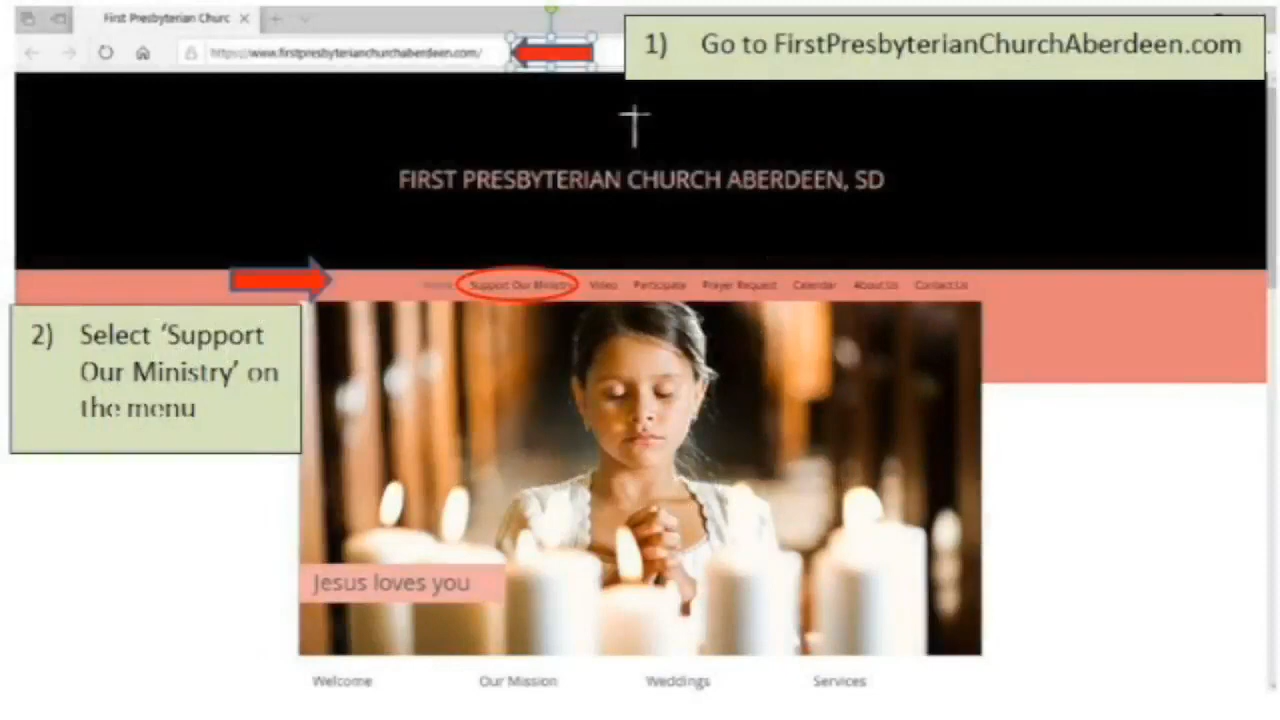 First Presbyterian Churc
1) Go to FirstPresbyterianChurchAberdeen.com
https://www.firstpresbyterianchurchaberdeen.com/
FIRST PRESBYTERIAN CHURCH ABERDEEN, SD
Home Support Our Ministry Video Participate Prayer Request Calendar About Us Contact Us
2) Select ‘Support
Our Ministry’ on
the menu
Jesus loves you
Welcome Our Mission Weddings Services